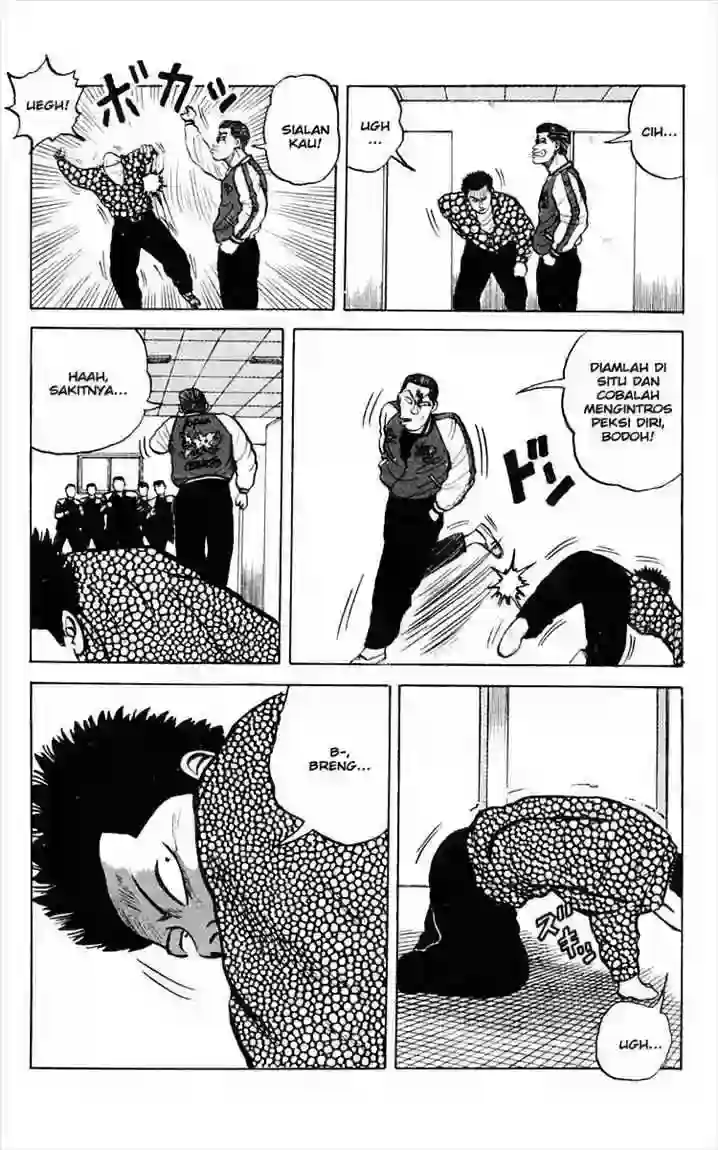 CIH...
UGH
...
SIALAN
KAU!
ボカッ
UEGH!
DIAMLAH DI
SITU DAN
COBALAH
MENGINTROS
PEKSI DIRI,
BODOH!
ドン
HAAH,
SAKITNYA...
UGH...
ズキッ
B-,
BRENG...